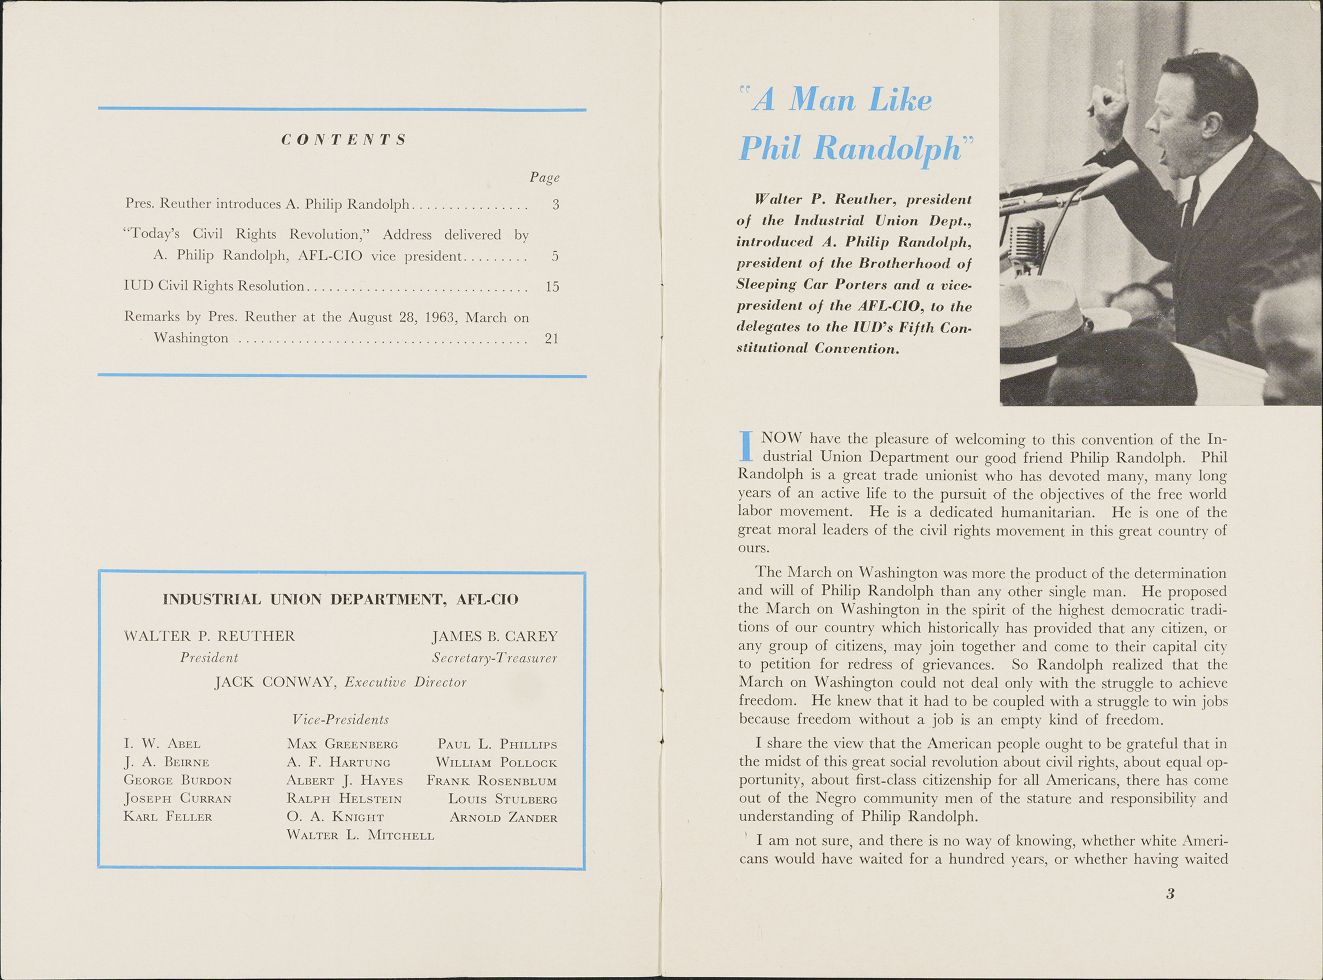 CONTENTS
Page
Pres. Reuther introduces A. Philip Randolph. . . . . . . . . . . . . . . . 3
“Today’s Civil Rights Revolution,” Address delivered by
A. Philip Randolph, AFL-CIO vice president. . . . . . . . . 5
IUD Civil Rights Resolution. . . . . . . . . . . . . . . . . . . . . . . . . . . . . . 15
Remarks by Pres. Reuther at the August 28, 1963, March on
Washington . . . . . . . . . . . . . . . . . . . . . . . . . . . . . . . . . . . . . . . 21
INDUSTRIAL UNION DEPARTMENT, AFL-CIO
WALTER P. REUTHER JAMES B. CAREY
President Secretary-Treasurer
JACK CONWAY, Executive Director
Vice-Presidents
I. W. ABEL MAX GREENBERG PAUL L. PHILLIPS
J. A. BEIRNE A. F. HARTUNG WILLIAM POLLOCK
GEORGE BURDON ALBERT J. HAYES FRANK ROSENBLUM
JOSEPH CURRAN RALPH HELSTEIN LOUIS STULBERG
KARL FELLER O. A. KNIGHT ARNOLD ZANDER
WALTER L. MITCHELL
“A Man Like
Phil Randolph”
Walter P. Reuther, president
of the Industrial Union Dept.,
introduced A. Philip Randolph,
president of the Brotherhood of
Sleeping Car Porters and a vice-
president of the AFL-CIO, to the
delegates to the IUD’s Fifth Con-
stitutional Convention.
I NOW have the pleasure of welcoming to this convention of the In-
dustrial Union Department our good friend Philip Randolph. Phil
Randolph is a great trade unionist who has devoted many, many long
years of an active life to the pursuit of the objectives of the free world
labor movement. He is a dedicated humanitarian. He is one of the
great moral leaders of the civil rights movement in this great country of
ours.
The March on Washington was more the product of the determination
and will of Philip Randolph than any other single man. He proposed
the March on Washington in the spirit of the highest democratic tradi-
tions of our country which historically has provided that any citizen, or
any group of citizens, may join together and come to their capital city
to petition for redress of grievances. So Randolph realized that the
March on Washington could not deal only with the struggle to achieve
freedom. He knew that it had to be coupled with a struggle to win jobs
because freedom without a job is an empty kind of freedom.
I share the view that the American people ought to be grateful that in
the midst of this great social revolution about civil rights, about equal op-
portunity, about first-class citizenship for all Americans, there has come
out of the Negro community men of the stature and responsibility and
understanding of Philip Randolph.
I am not sure, and there is no way of knowing, whether white Ameri-
cans would have waited for a hundred years, or whether having waited
3